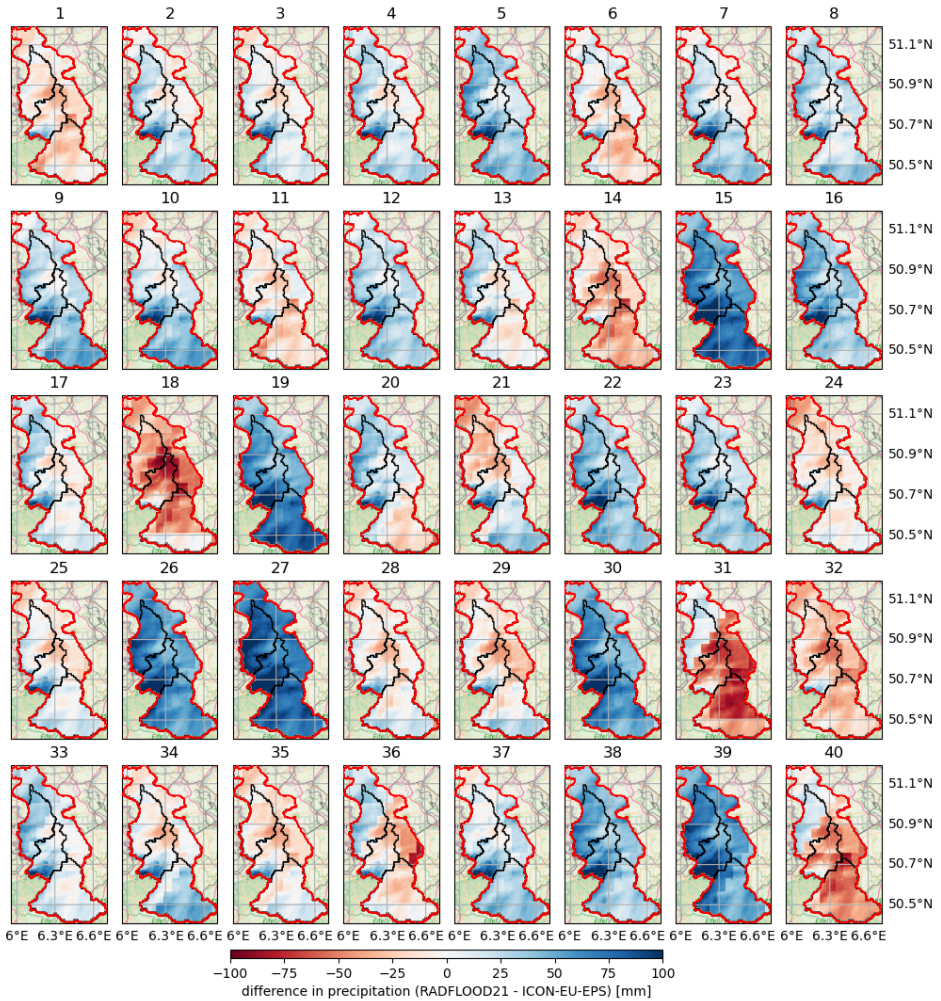 1 2 3 4 5 6 7 8
51.1°N
50.9°N
50.7°N
50.5°N
Eifel
9 10 11 12 13 14 15 16
51.1°N
50.9°N
50.7°N
50.5°N
17 18 19 20 21 22 23 24
51.1°N
50.9°N
50.7°N
50.5°N
25 26 27 28 29 30 31 32
51.1°N
50.9°N
50.7°N
50.5°N
33 34 35 36 37 38 39 40
51.1°N
50.9°N
50.7°N
50.5°N
6°E 6.3°E 6.6°E 6°E 6.3°E 6.6°E 6°E 6.3°E 6.6°E 6°E 6.3°E 6.6°E 6°E 6.3°E 6.6°E 6°E 6.3°E 6.6°E 6°E 6.3°E 6.6°E 6°E 6.3°E 6.6°E
−100 −75 −50 −25 0 25 50 75 100
difference in precipitation (RADFLOOD21 - ICON-EU-EPS) [mm]